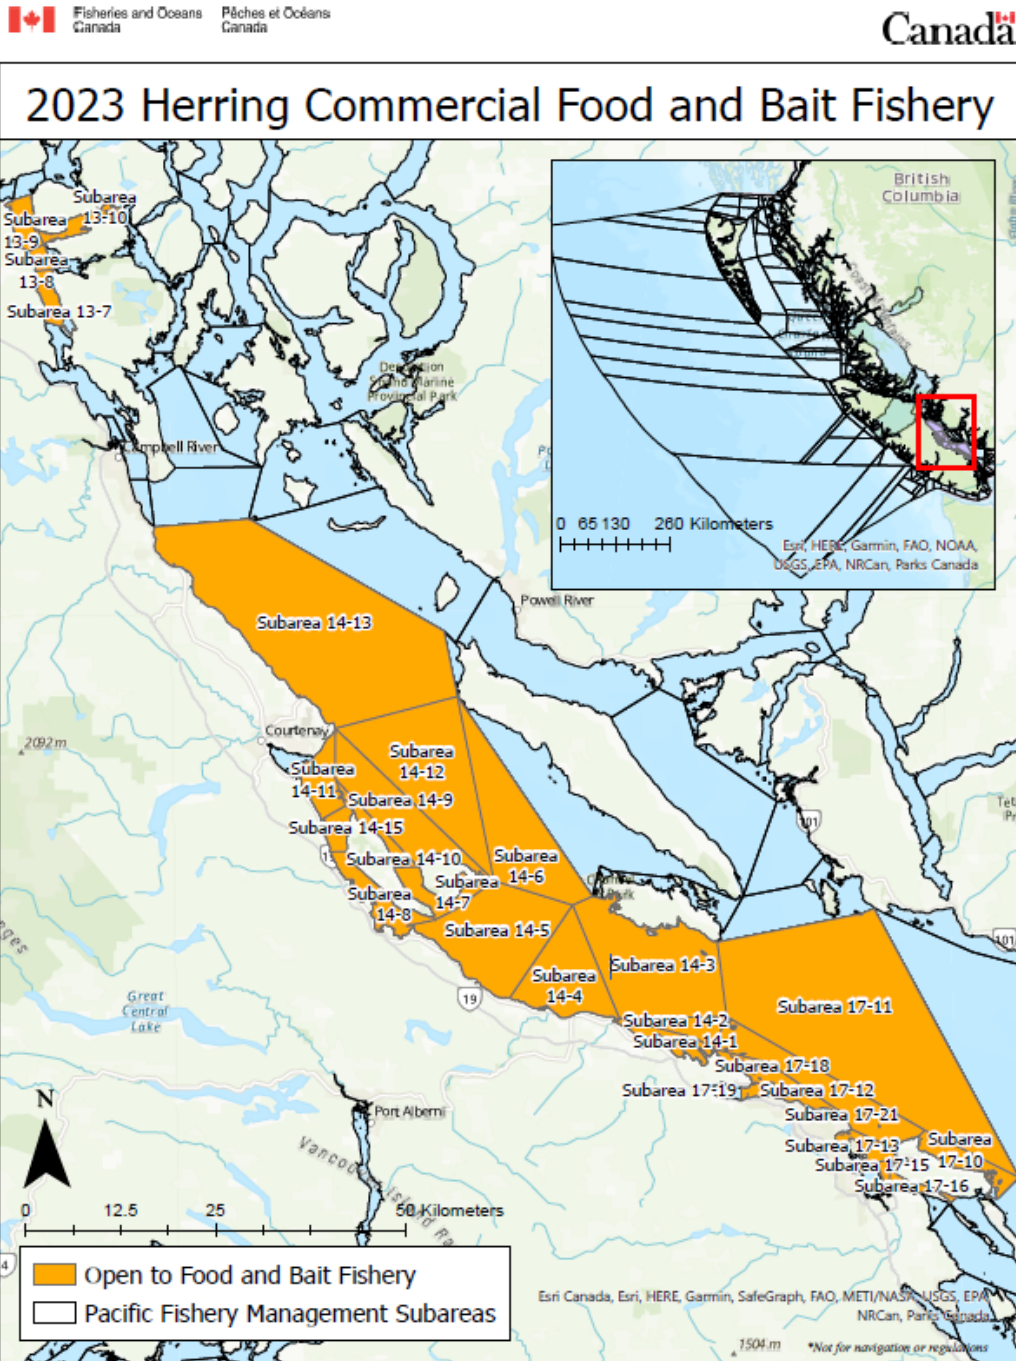 Fisheries and Oceans
Canada
Pêches et Océans
Canada
Canada
2023 Herring Commercial Food and Bait Fishery
British
Columbia
0 65 130 260 Kilometers
Esri, HERE, Garmin, FAO, NOAA,
USGS, EPA, NRCan, Parks Canada
Subarea
13-10
Subarea
13-9
Subarea
13-8
Subarea 13-7
Provincial Park
Campbell River
Powell River
Subarea 14-13
Courtenay
2092 m
Subarea
14-12
Subarea
14-11
Subarea 14-9
Subarea 14-15
Subarea 14-10
Subarea
14-6
Subarea
14-7
Subarea
14-8
Subarea 14-5
Subarea 14-3
Subarea
14-4
101
101
19
Great
Central
Lake
Subarea 17-11
Subarea 14-2
Subarea 14-1
Subarea 17-18
Subarea 17-19
Subarea 17-12
Subarea 17-21
Subarea 17-13
Subarea
17-10
Subarea 17-15
Subarea 17-16
Port Alberni
N
0 12.5 25 50 Kilometers
4
Open to Food and Bait Fishery
Pacific Fishery Management Subareas
Esri Canada, Esri, HERE, Garmin, SafeGraph, FAO, METI/NASA, USGS, EPA,
NRCan, Parks Canada
1504 m
*Not for navigation or regulations